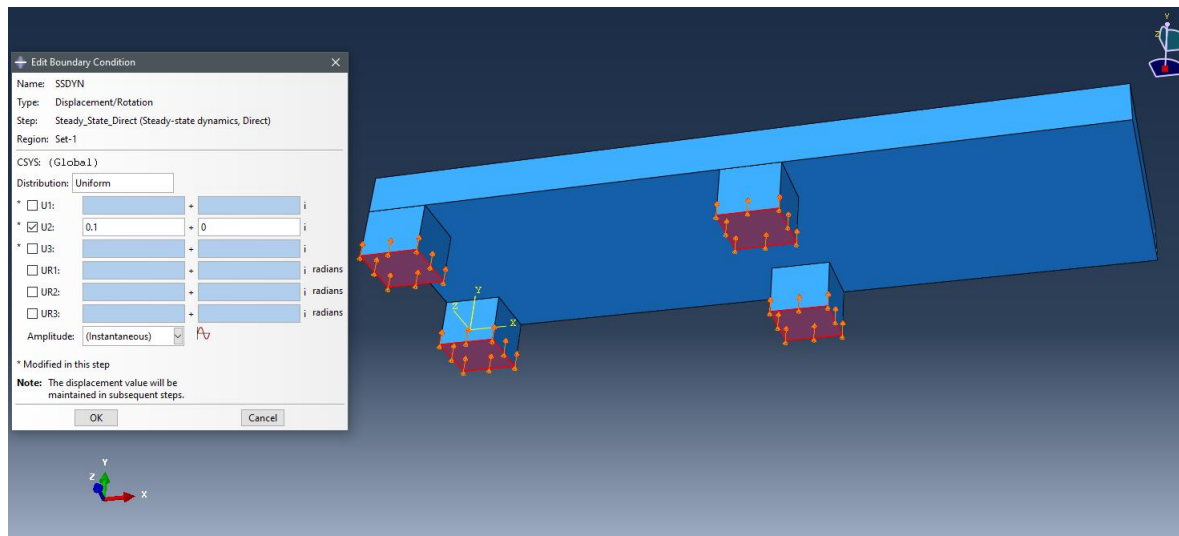 Edit Boundary Condition
Name: SSDYN
Type: Displacement/Rotation
Step: Steady_State_Direct (Steady-state dynamics, Direct)
Region: Set-1
CSYS: (Global)
Distribution: Uniform
* U1: + i
* U2: 0.1 + 0 i
* U3: + i
UR1: + i radians
UR2: + i radians
UR3: + i radians
Amplitude: (Instantaneous)
* Modified in this step
Note: The displacement value will be
maintained in subsequent steps.
OK Cancel
Y
Z
Y
Z
X
Y
Z
X